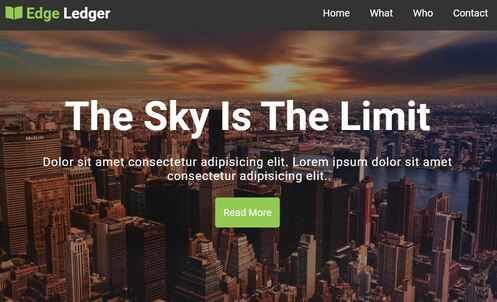 Edge Ledger
Home What Who Contact
MetLife
The Sky Is The Limit
Dolor sit amet consectetur adipisicing elit. Lorem ipsum dolor sit amet
consectetur adipisicing elit.
Read More